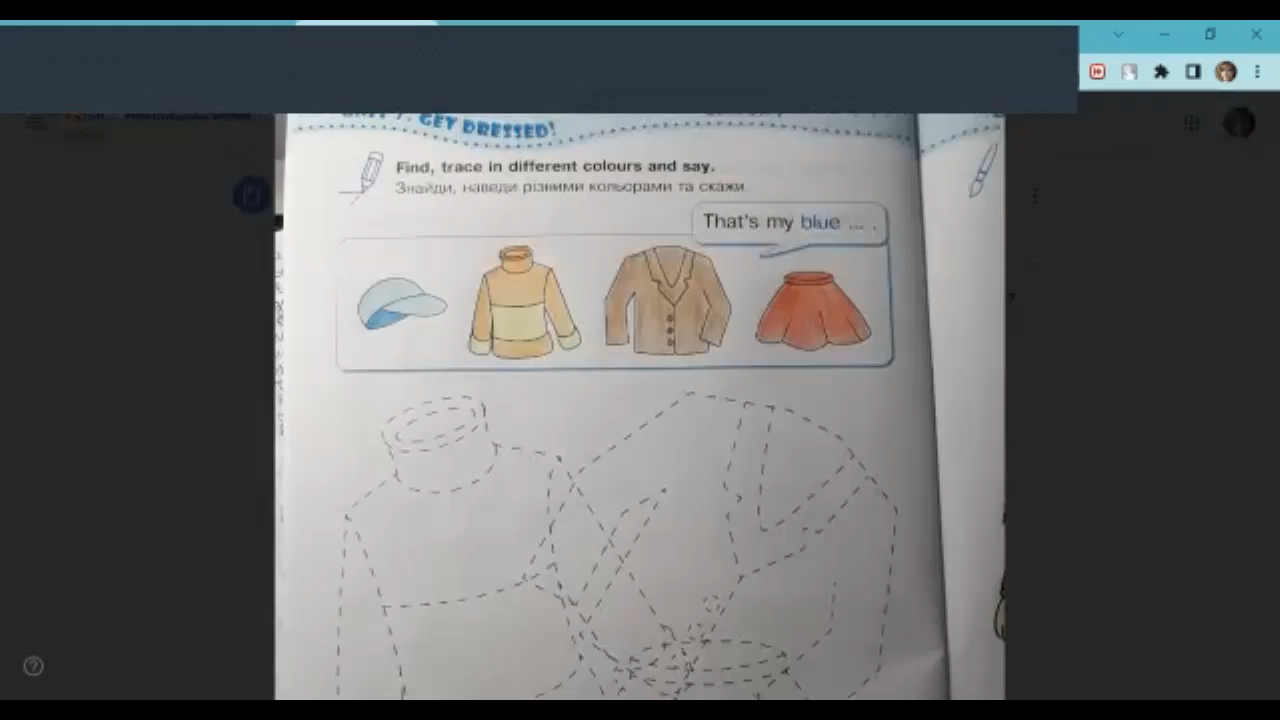 GET DRESSED!
Find, trace in different colours and say.
Знайди, наведи різними кольорами та скажи.
That's my blue ... .